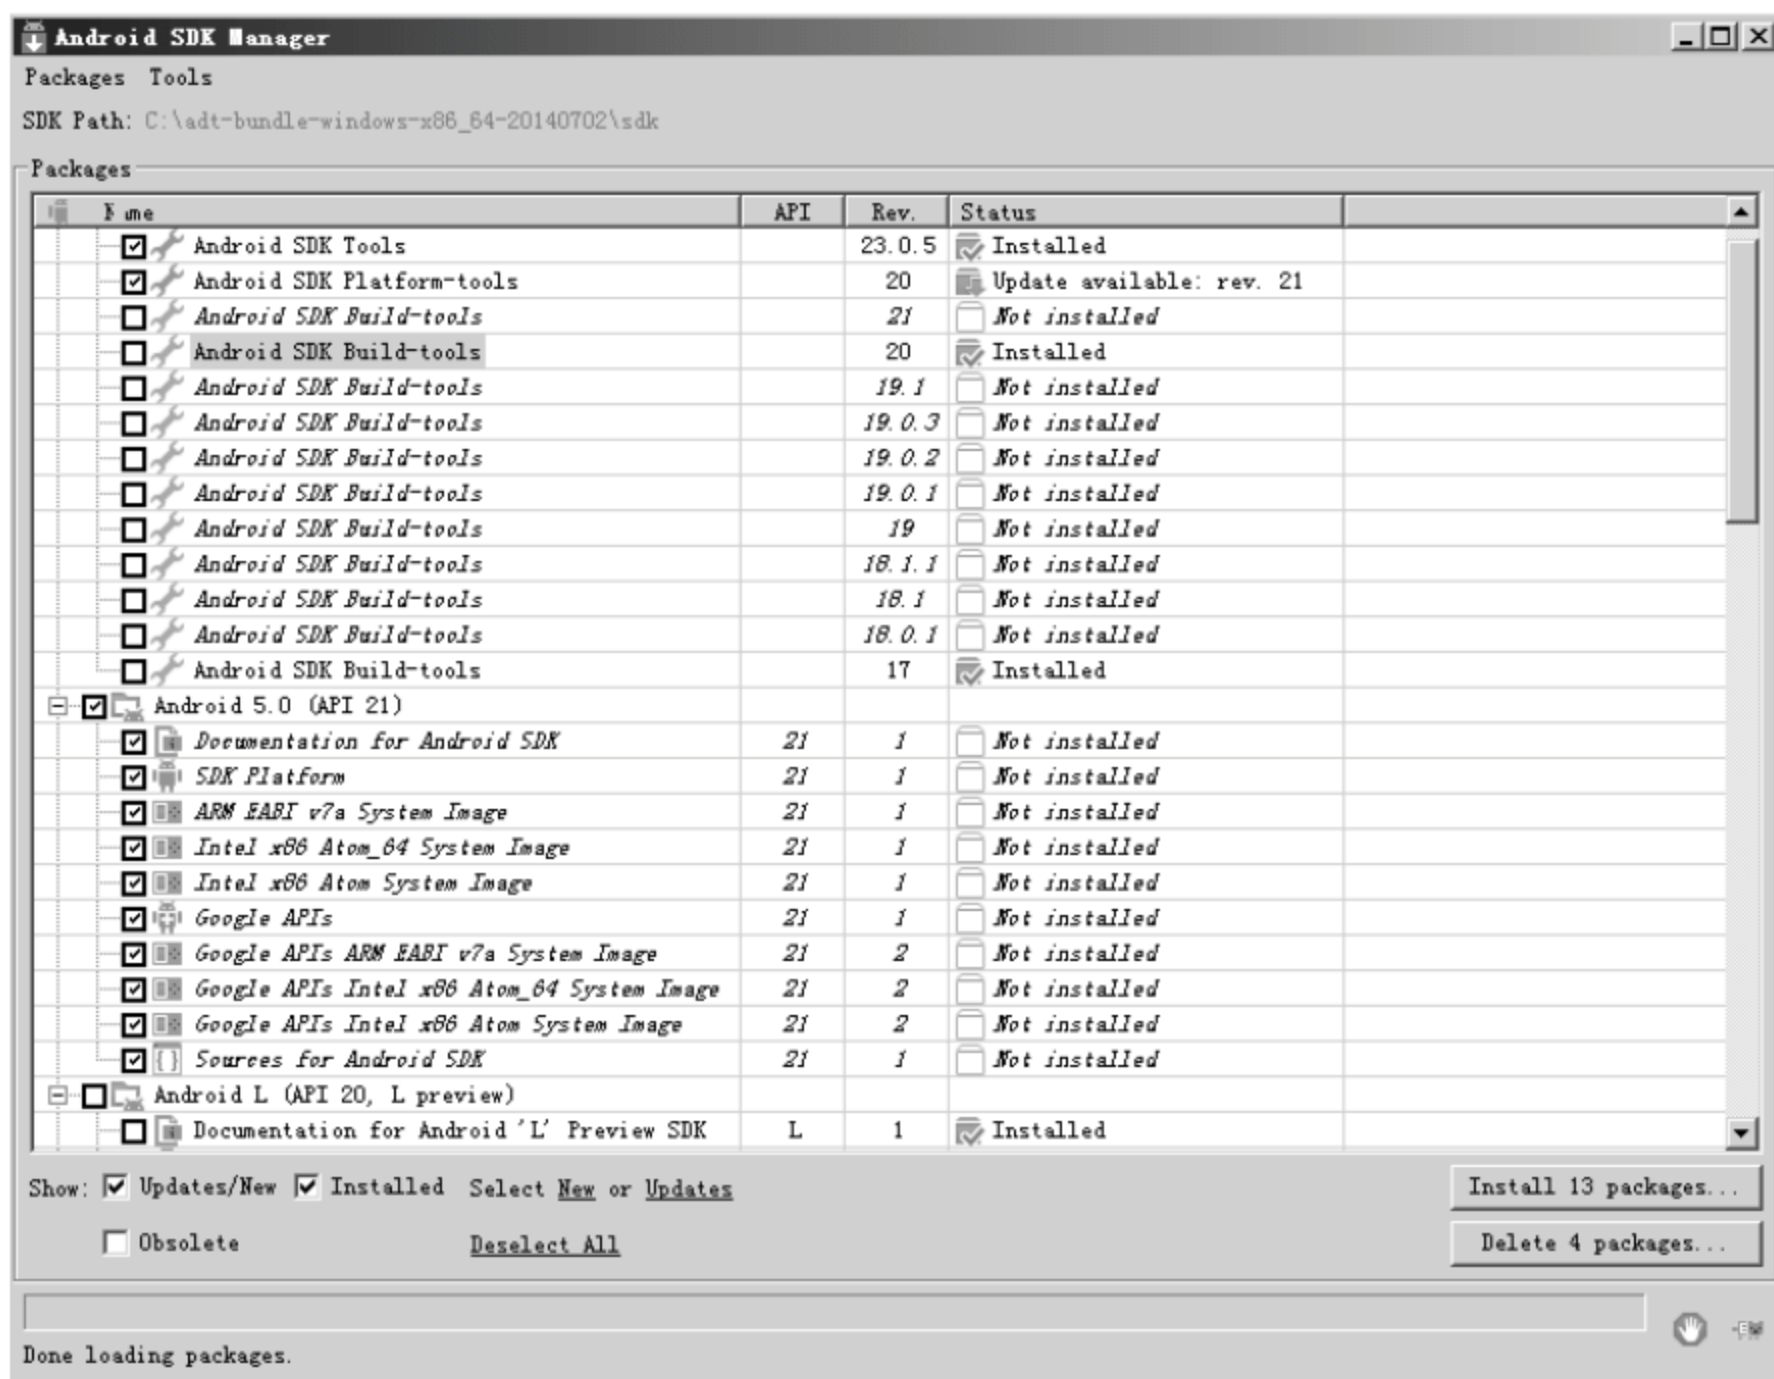 Android SDK Manager
Packages Tools
SDK Path: C:\adt-bundle-windows-x86_64-20140702\sdk
Packages
API Rev. Status
Android SDK Tools 23.0.5 Installed
Android SDK Platform-tools 20 Update available: rev. 21
Android SDK Build-tools 21 Not installed
Android SDK Build-tools 20 Installed
Android SDK Build-tools 19.1 Not installed
Android SDK Build-tools 19.0.3 Not installed
Android SDK Build-tools 19.0.2 Not installed
Android SDK Build-tools 19.0.1 Not installed
Android SDK Build-tools 19 Not installed
Android SDK Build-tools 18.1.1 Not installed
Android SDK Build-tools 18.1 Not installed
Android SDK Build-tools 18.0.1 Not installed
Android SDK Build-tools 17 Installed
Android 5.0 (API 21)
Documentation for Android SDK 21 1 Not installed
SDK Platform 21 1 Not installed
ARM EABI v7a System Image 21 1 Not installed
Intel x86 Atom_64 System Image 21 1 Not installed
Intel x86 Atom System Image 21 1 Not installed
Google APIs 21 1 Not installed
Google APIs ARM EABI v7a System Image 21 2 Not installed
Google APIs Intel x86 Atom_64 System Image 21 2 Not installed
Google APIs Intel x86 Atom System Image 21 2 Not installed
Sources for Android SDK 21 1 Not installed
Android L (API 20, L preview)
Documentation for Android 'L' Preview SDK L 1 Installed
Show: Updates/New Installed Select New or Updates Install 13 packages...
Obsolete Deselect All Delete 4 packages...
Done loading packages.